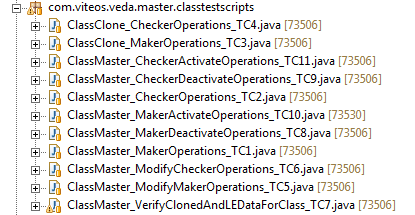 com.viteos.veda.master.classtestscripts
ClassClone_CheckerOperations_TC4.java [73506]
ClassClone_MakerOperations_TC3.java [73506]
ClassMaster_CheckerActivateOperations_TC11.java [73506]
ClassMaster_CheckerDeactivateOperations_TC9.java [73506]
ClassMaster_CheckerOperations_TC2.java [73506]
ClassMaster_MakerActivateOperations_TC10.java [73530]
ClassMaster_MakerDeactivateOperations_TC8.java [73506]
ClassMaster_MakerOperations_TC1.java [73506]
ClassMaster_ModifyCheckerOperations_TC6.java [73506]
ClassMaster_ModifyMakerOperations_TC5.java [73506]
ClassMaster_VerifyClonedAndLEDataForClass_TC7.java [73506]